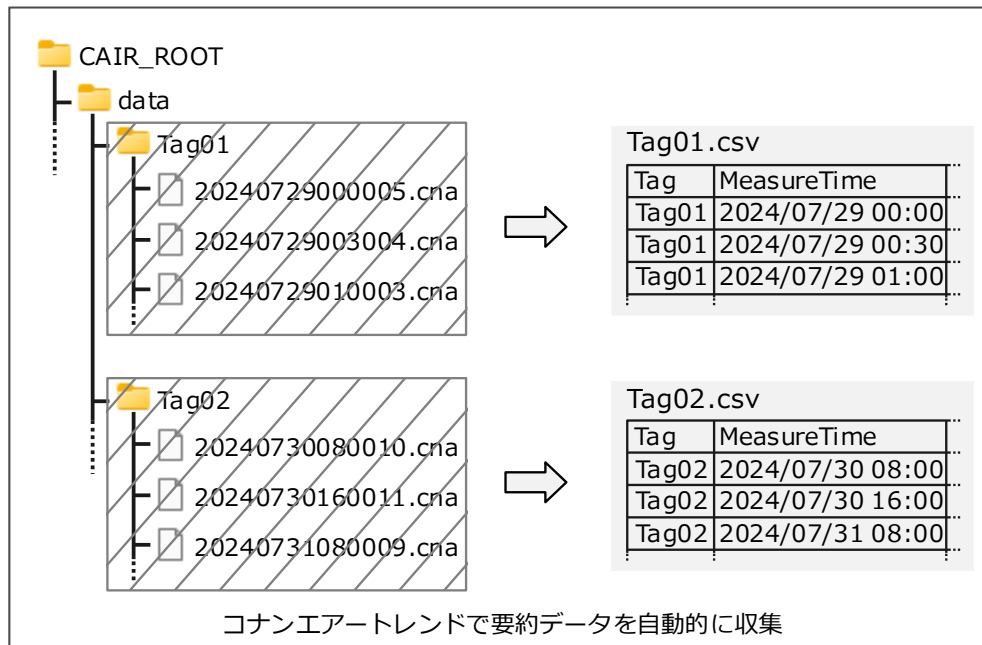 CAIR_ROOT
data
Tag01
20240729000005.cna
20240729003004.cna
20240729010003.cna
Tag01.csv
Tag MeasureTime
Tag01 2024/07/29 00:00
Tag01 2024/07/29 00:30
Tag01 2024/07/29 01:00
Tag02
20240730080010.cna
20240730160011.cna
20240731080009.cna
Tag02.csv
Tag MeasureTime
Tag02 2024/07/30 08:00
Tag02 2024/07/30 16:00
Tag02 2024/07/31 08:00
コナンエアートレンドで要約データを自動的に収集